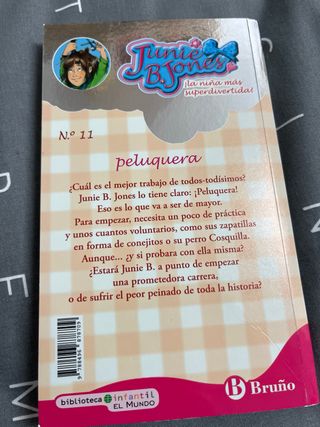 Junie B. Jones
¡la niña más
superdivertida!
N.º 11
peluquera
¿Cuál es el mejor trabajo de todos-todísimos?
Junie B. Jones lo tiene claro: ¡Peluquera!
Eso es lo que va a ser de mayor.
Para empezar, necesita un poco de práctica
y unos cuantos voluntarios, como sus zapatillas
en forma de conejitos o su perro Cosquilla.
Aunque... ¿y si probara con ella misma?
¿Estará Junie B. a punto de empezar
una prometedora carrera,
o de sufrir el peor peinado de toda la historia?
biblioteca infantil
EL MUNDO
B Bruño